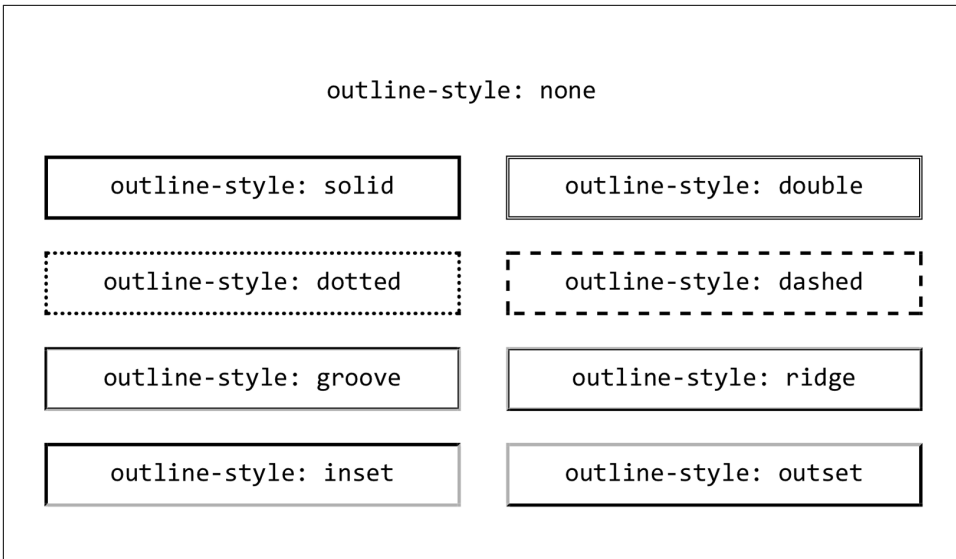 outline-style: none
outline-style: solid
outline-style: double
outline-style: dotted
outline-style: dashed
outline-style: groove
outline-style: ridge
outline-style: inset
outline-style: outset